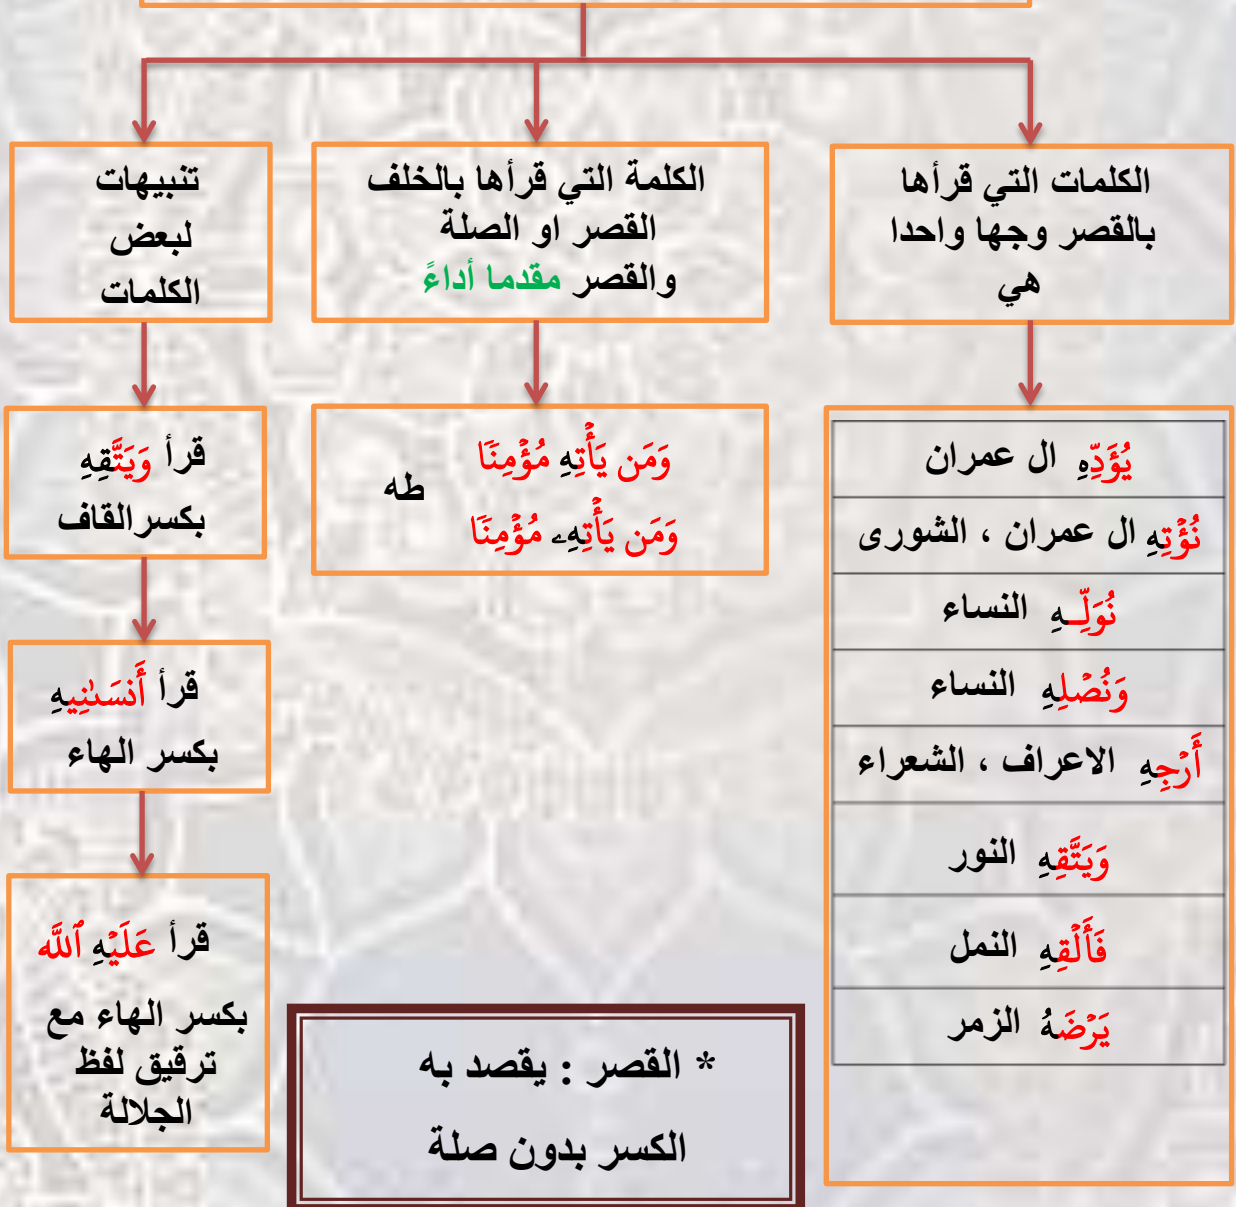 الكلمات التي قرأها
بالقصر وجها واحدا
هي
يُؤَدِّهِ ال عمران
نُؤْتِهِ ال عمران ، الشورى
نُوَلِّـهِ النساء
وَنُصْلِهِ النساء
أَرْجِهِ الاعراف ، الشعراء
وَيَتَّقِهِ النور
فَأَلْقِهِ النمل
يَرْضَهُ الزمر
الكلمة التي قرأها بالخلف
القصر او الصلة
والقصر مقدما أداءً
وَمَن يَأْتِهِ مُؤْمِنًا
طه
وَمَن يَأْتِهِۦ مُؤْمِنًا
تنبيهات
لبعض
الكلمات
قرأ وَيَتَّقِهِ
بكسرالقاف
قرأ أَنسَىٰنِيهِ
بكسر الهاء
قرأ عَلَيْهِ ٱللَّه
بكسر الهاء مع
ترقيق لفظ
الجلالة
* القصر : يقصد به
الكسر بدون صلة